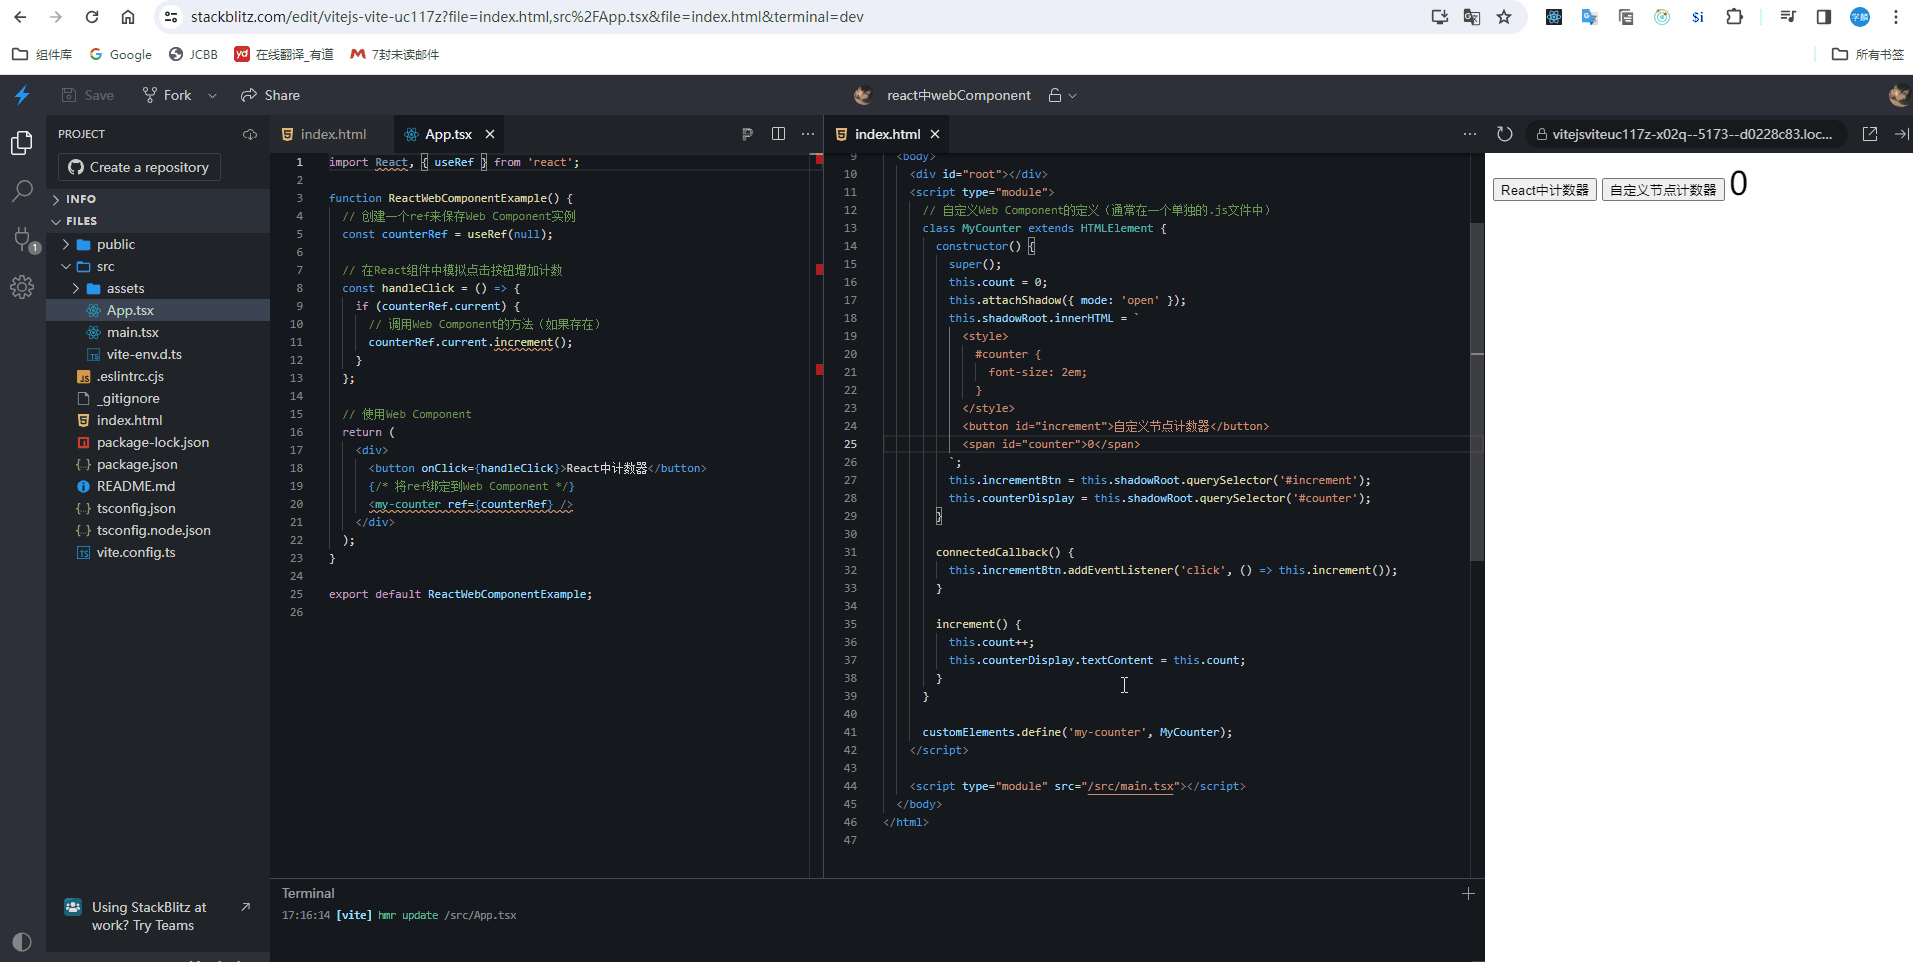 stackblitz.com/edit/vitejs-vite-uc117z?file=index.html,src%2FApp.tsx&file=index.html&terminal=dev
组件库 Google JCBB yd 在线翻译_有道 7封未读邮件 所有书签
Save Fork Share react中webComponent
PROJECT
Create a repository
INFO
FILES
public
src
assets
App.tsx
main.tsx
vite-env.d.ts
.eslintrc.cjs
_gitignore
index.html
package-lock.json
package.json
README.md
tsconfig.json
tsconfig.node.json
vite.config.ts
Using StackBlitz at
work? Try Teams
index.html App.tsx
1 import React, { useRef } from 'react';
2
3 function ReactWebComponentExample() {
4 // 创建一个ref来保存Web Component实例
5 const counterRef = useRef(null);
6
7 // 在React组件中模拟点击按钮增加计数
8 const handleClick = () => {
9 if (counterRef.current) {
10 // 调用Web Component的方法（如果存在）
11 counterRef.current.increment();
12 }
13 };
14
15 // 使用Web Component
16 return (
17 <div>
18 <button onClick={handleClick}>React中计数器</button>
19 {/* 将ref绑定到Web Component */}
20 <my-counter ref={counterRef} />
21 </div>
22 );
23 }
24
25 export default ReactWebComponentExample;
26
index.html
9 <body>
10 <div id="root"></div>
11 <script type="module">
12 // 自定义Web Component的定义（通常在一个单独的.js文件中）
13 class MyCounter extends HTMLElement {
14 constructor() {
15 super();
16 this.count = 0;
17 this.attachShadow({ mode: 'open' });
18 this.shadowRoot.innerHTML = `
19 <style>
20 #counter {
21 font-size: 2em;
22 }
23 </style>
24 <button id="increment">自定义节点计数器</button>
25 <span id="counter">0</span>
26 `;
27 this.incrementBtn = this.shadowRoot.querySelector('#increment');
28 this.counterDisplay = this.shadowRoot.querySelector('#counter');
29 }
30
31 connectedCallback() {
32 this.incrementBtn.addEventListener('click', () => this.increment());
33 }
34
35 increment() {
36 this.count++;
37 this.counterDisplay.textContent = this.count;
38 }
39 }
40
41 customElements.define('my-counter', MyCounter);
42 </script>
43
44 <script type="module" src="/src/main.tsx"></script>
45 </body>
46 </html>
47
Terminal
17:16:14 [vite] hmr update /src/App.tsx
vitejsviteuc117z-x02q--5173--d0228c83.loc...
React中计数器 自定义节点计数器 0